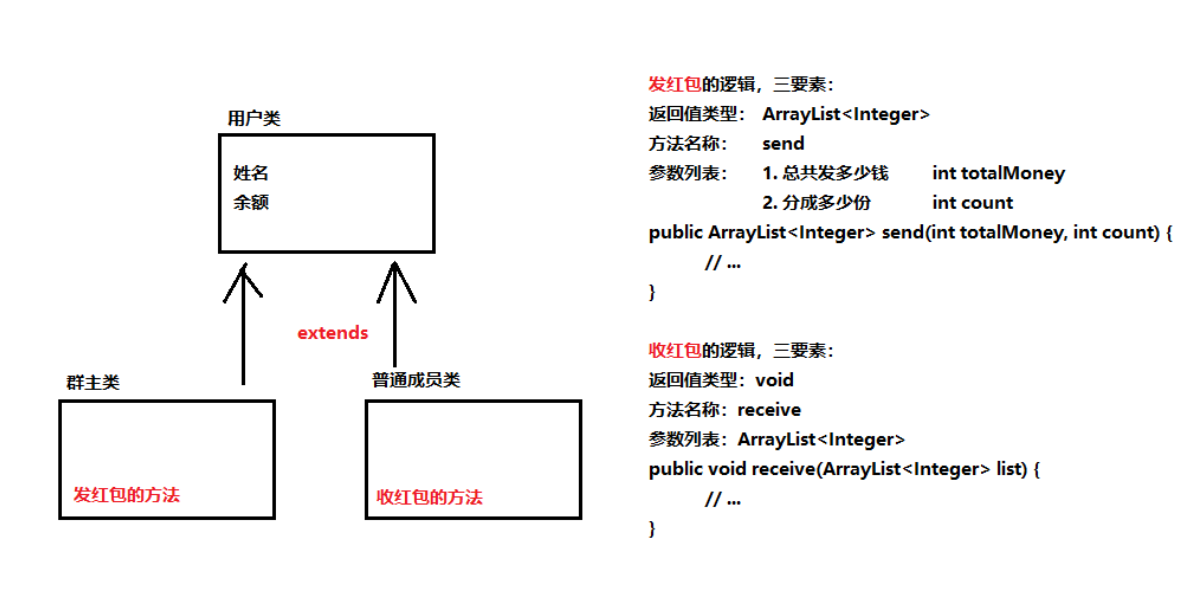 用户类
姓名
余额
extends
群主类
发红包的方法
普通成员类
收红包的方法
发红包的逻辑，三要素：
返回值类型： ArrayList<Integer>
方法名称： send
参数列表： 1. 总共发多少钱 int totalMoney
2. 分成多少份 int count
public ArrayList<Integer> send(int totalMoney, int count) {
// ...
}
收红包的逻辑，三要素：
返回值类型：void
方法名称：receive
参数列表：ArrayList<Integer>
public void receive(ArrayList<Integer> list) {
// ...
}